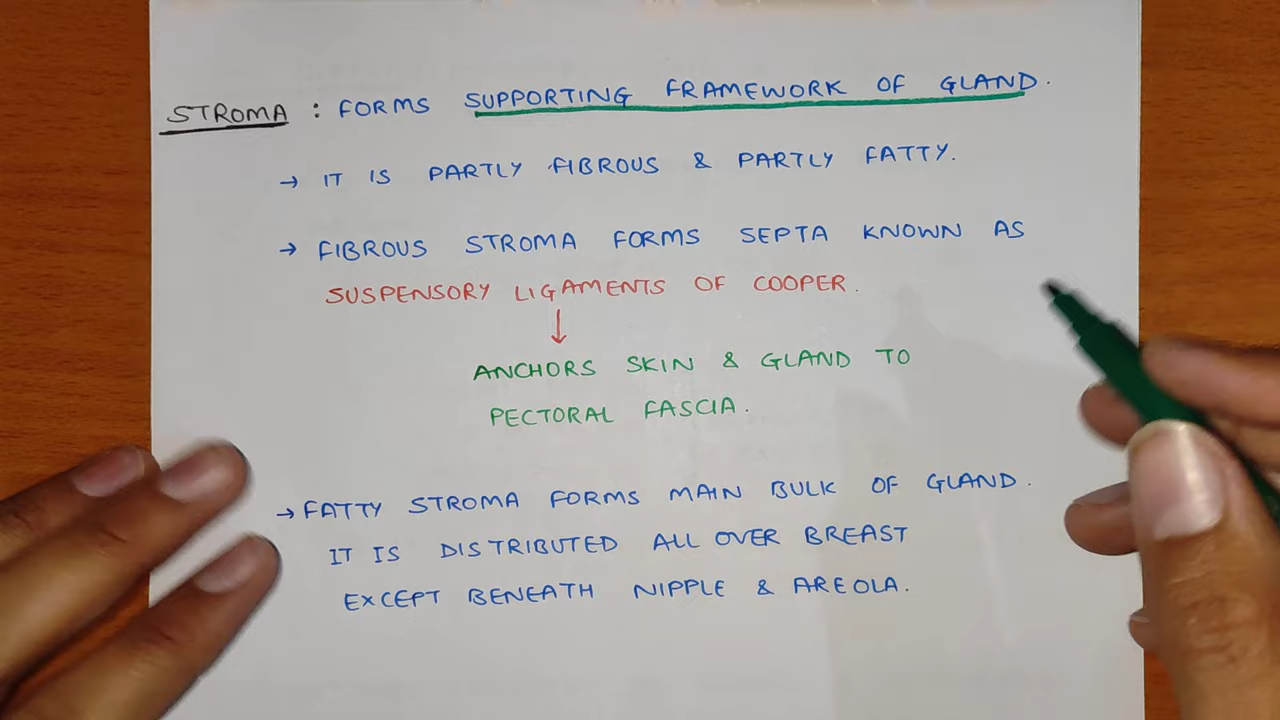 STROMA : FORMS SUPPORTING FRAMEWORK OF GLAND.
→ IT IS PARTLY FIBROUS & PARTLY FATTY.
→ FIBROUS STROMA FORMS SEPTA KNOWN AS
SUSPENSORY LIGAMENTS OF COOPER.
↓
ANCHORS SKIN & GLAND TO
PECTORAL FASCIA.
→ FATTY STROMA FORMS MAIN BULK OF GLAND.
IT IS DISTRIBUTED ALL OVER BREAST
EXCEPT BENEATH NIPPLE & AREOLA.